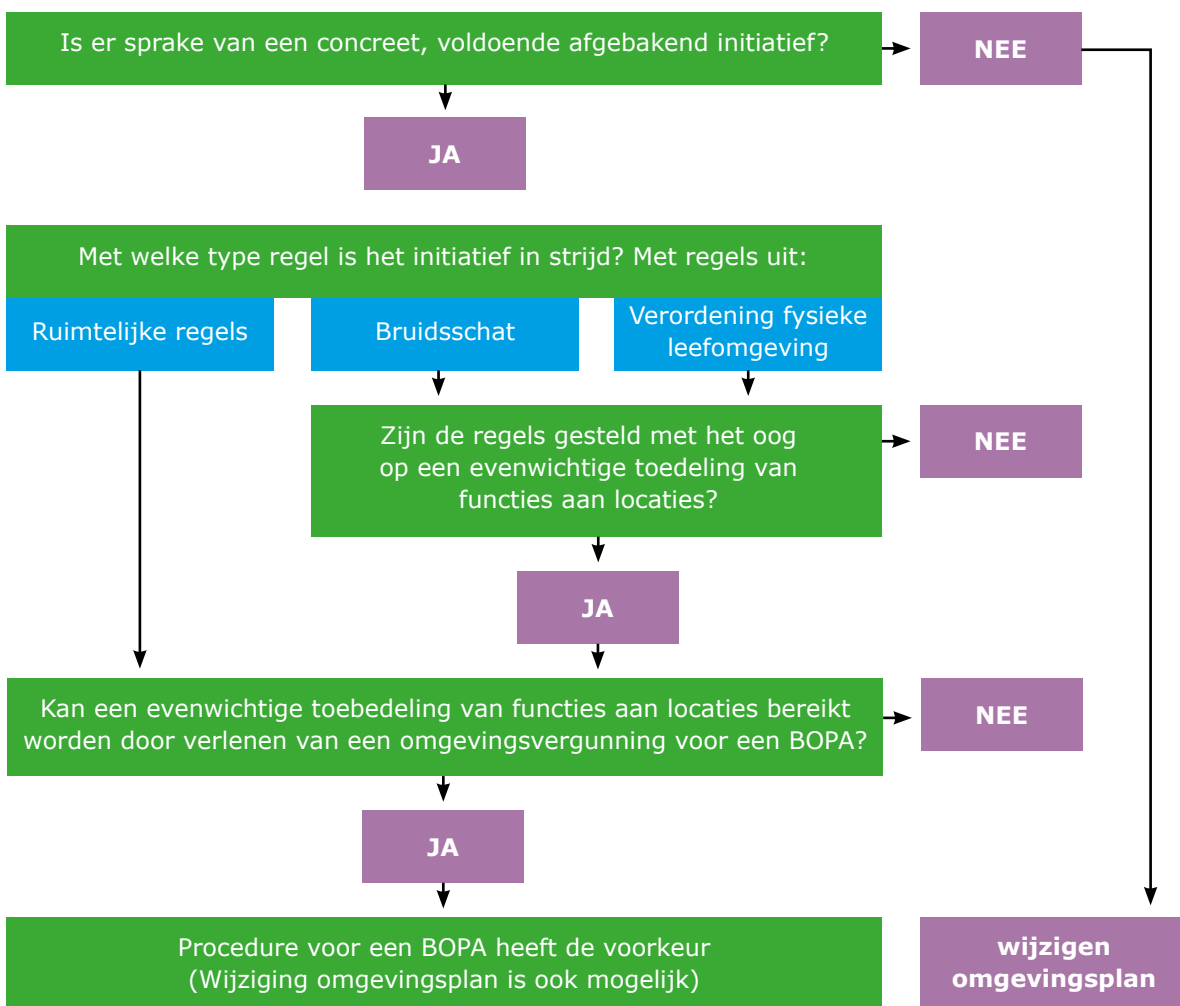 Is er sprake van een concreet, voldoende afgebakend initiatief?
NEE
JA
Met welke type regel is het initiatief in strijd? Met regels uit:
Ruimtelijke regels
Bruidsschat
Verordening fysieke
leefomgeving
Zijn de regels gesteld met het oog
op een evenwichtige toedeling van
functies aan locaties?
NEE
JA
Kan een evenwichtige toebedeling van functies aan locaties bereikt
worden door verlenen van een omgevingsvergunning voor een BOPA?
NEE
JA
Procedure voor een BOPA heeft de voorkeur
(Wijziging omgevingsplan is ook mogelijk)
wijzigen
omgevingsplan